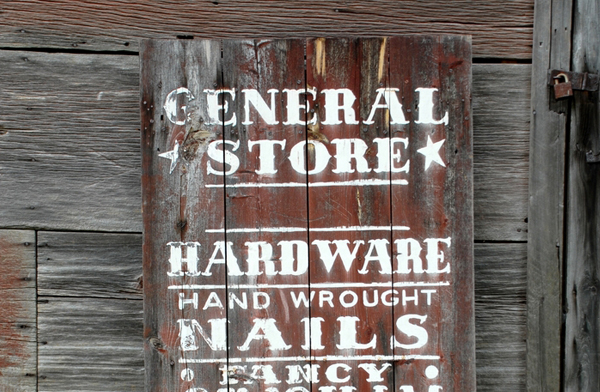 GENERAL
STORE
HARDWARE
HAND WROUGHT
NAILS
FANCY